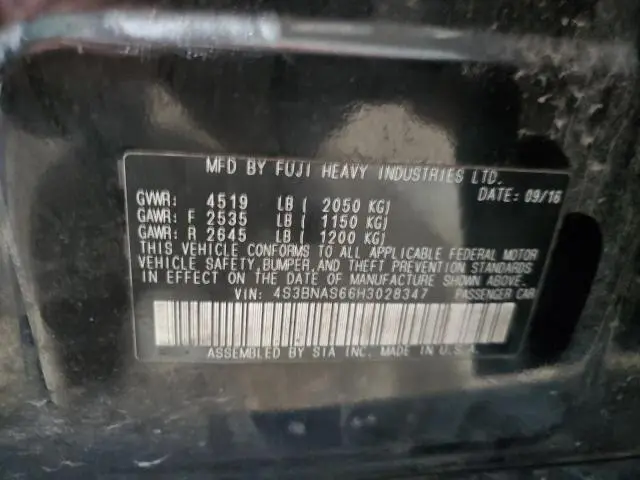 MFD BY FUJI HEAVY INDUSTRIES LTD.
DATE: 09/16
GVWR: 4519 LB ( 2050 KG)
GAWR: F 2535 LB ( 1150 KG)
GAWR: R 2645 LB ( 1200 KG)
THIS VEHICLE CONFORMS TO ALL APPLICABLE FEDERAL MOTOR
VEHICLE SAFETY,BUMPER,AND THEFT PREVENTION STANDARDS
IN EFFECT ON THE DATE OF MANUFACTURE SHOWN ABOVE.
VIN: 4S3BNAS66H3028347 PASSENGER CAR
ASSEMBLED BY SIA INC. MADE IN U.S.A.